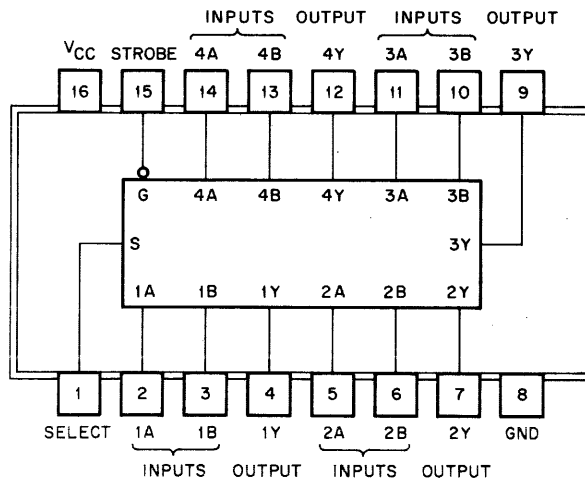 INPUTS OUTPUT INPUTS OUTPUT
VCC STROBE 4A 4B 4Y 3A 3B 3Y
16 15 14 13 12 11 10 9
G 4A 4B 4Y 3A 3B
S 3Y
1A 1B 1Y 2A 2B 2Y
1 2 3 4 5 6 7 8
SELECT 1A 1B 1Y 2A 2B 2Y GND
INPUTS OUTPUT INPUTS OUTPUT